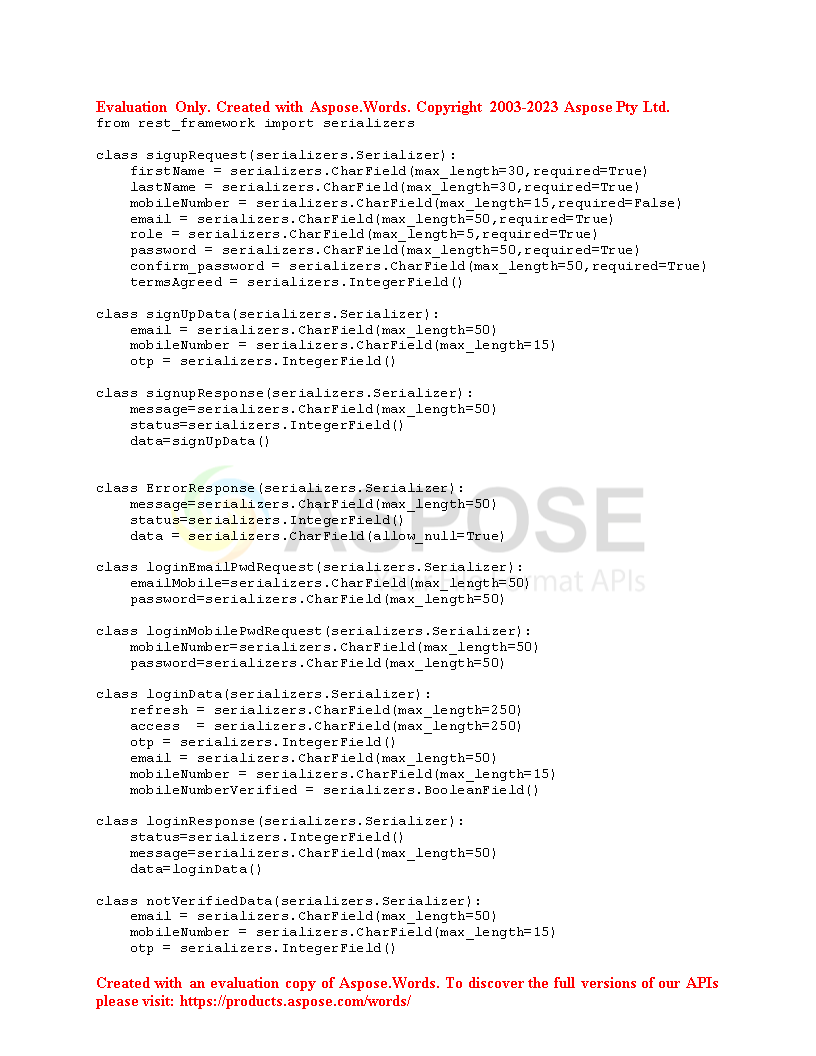 Evaluation Only. Created with Aspose.Words. Copyright 2003-2023 Aspose Pty Ltd.
from rest_framework import serializers

class sigupRequest(serializers.Serializer):
    firstName = serializers.CharField(max_length=30,required=True)
    lastName = serializers.CharField(max_length=30,required=True)
    mobileNumber = serializers.CharField(max_length=15,required=False)
    email = serializers.CharField(max_length=50,required=True)
    role = serializers.CharField(max_length=5,required=True)
    password = serializers.CharField(max_length=50,required=True)
    confirm_password = serializers.CharField(max_length=50,required=True)
    termsAgreed = serializers.IntegerField()

class signUpData(serializers.Serializer):
    email = serializers.CharField(max_length=50)
    mobileNumber = serializers.CharField(max_length=15)
    otp = serializers.IntegerField()

class signupResponse(serializers.Serializer):
    message=serializers.CharField(max_length=50)
    status=serializers.IntegerField()
    data=signUpData()

class ErrorResponse(serializers.Serializer):
    message=serializers.CharField(max_length=50)
    status=serializers.IntegerField()
    data = serializers.CharField(allow_null=True)
ASPOSE

class loginEmailPwdRequest(serializers.Serializer):
    emailMobile=serializers.CharField(max_length=50)
mat APIs
    password=serializers.CharField(max_length=50)

class loginMobilePwdRequest(serializers.Serializer):
    mobileNumber=serializers.CharField(max_length=50)
    password=serializers.CharField(max_length=50)

class loginData(serializers.Serializer):
    refresh = serializers.CharField(max_length=250)
    access  = serializers.CharField(max_length=250)
    otp = serializers.IntegerField()
    email = serializers.CharField(max_length=50)
    mobileNumber = serializers.CharField(max_length=15)
    mobileNumberVerified = serializers.BooleanField()

class loginResponse(serializers.Serializer):
    status=serializers.IntegerField()
    message=serializers.CharField(max_length=50)
    data=loginData()

class notVerifiedData(serializers.Serializer):
    email = serializers.CharField(max_length=50)
    mobileNumber = serializers.CharField(max_length=15)
    otp = serializers.IntegerField()

Created with an evaluation copy of Aspose.Words. To discover the full versions of our APIs
please visit: https://products.aspose.com/words/